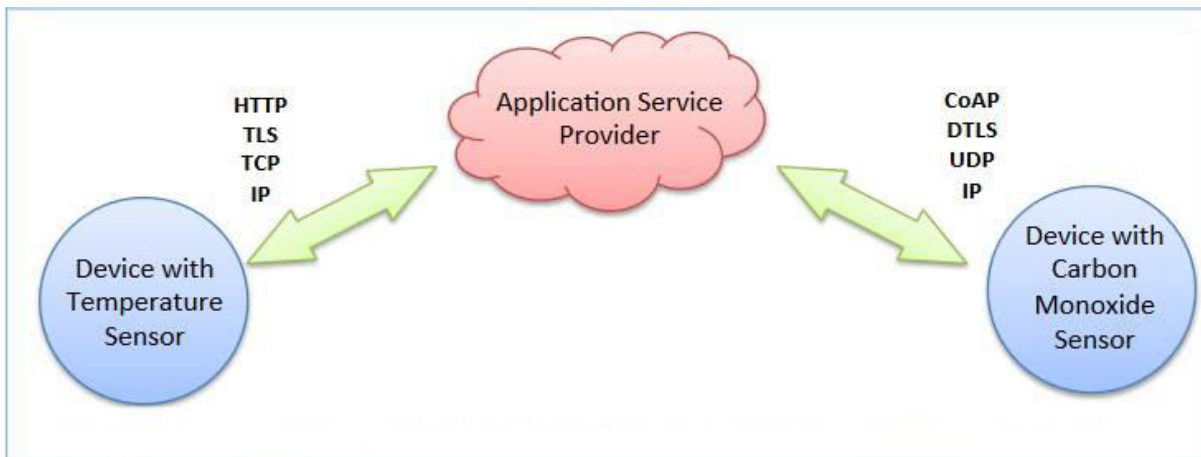 Application Service
Provider
HTTP
TLS
TCP
IP
CoAP
DTLS
UDP
IP
Device with
Temperature
Sensor
Device with
Carbon
Monoxide
Sensor